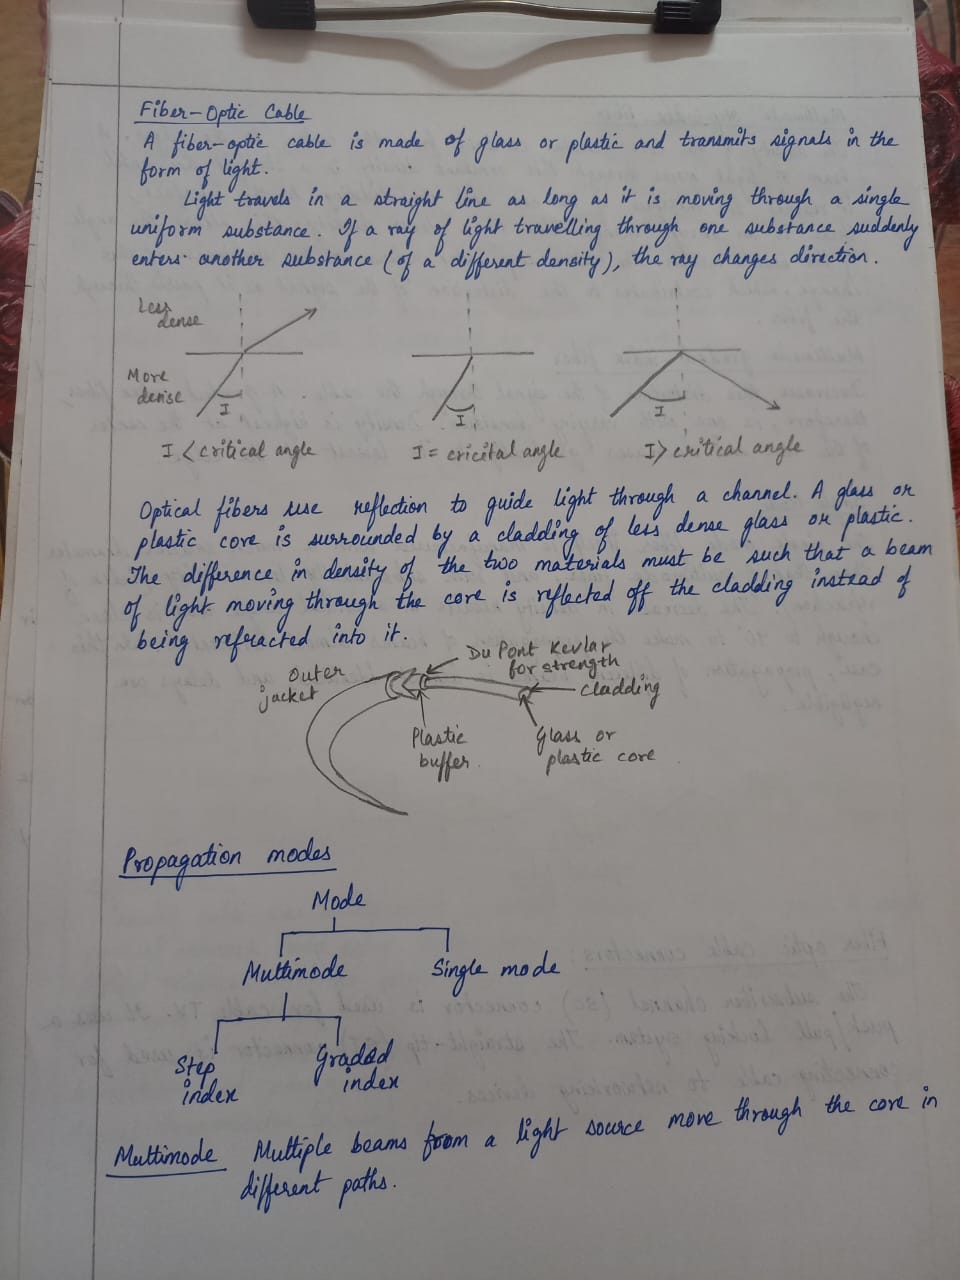 Fiber-Optic Cable
A fiber-optic cable is made of glass or plastic and transmits signals in the
form of light.
Light travels in a straight line as long as it is moving through a single
uniform substance. If a ray of light travelling through one substance suddenly
enters another substance (of a different density), the ray changes direction.
Less
dense
More
dense
I
I
I
I < critical angle
I = cricital angle
I > critical angle
Optical fibers use reflection to guide light through a channel. A glass or
plastic core is surrounded by a cladding of less dense glass or plastic.
The difference in density of the two materials must be such that a beam
of light moving through the core is reflected off the cladding instead of
being refracted into it.
Outer
jacket
Du Pont Kevlar
for strength
cladding
Plastic
buffer.
Glass or
plastic core
Propagation modes
Mode
Multimode Single mode
Step
index
Graded
index
Multimode Multiple beams from a light source move through the core in
different paths.